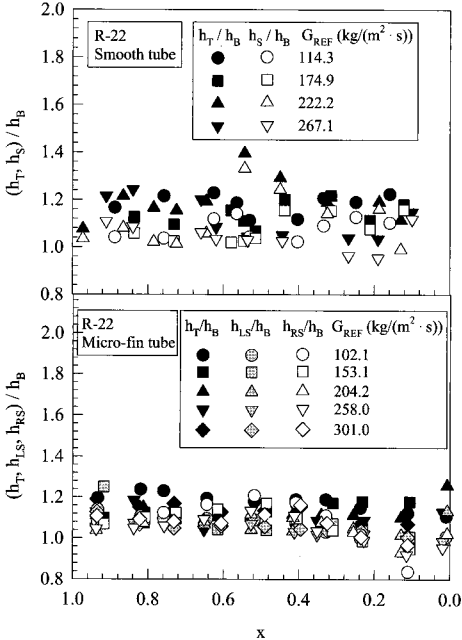 2.0
R-22
Smooth tube
h_T / h_B h_S / h_B G_REF (kg/(m² · s))
114.3
174.9
222.2
267.1
1.8
1.6
1.4
1.2
1.0
0.8
(h_T, h_S) / h_B
2.0
R-22
Micro-fin tube
h_T/h_B h_LS/h_B h_RS/h_B G_REF (kg/(m² · s))
102.1
153.1
204.2
258.0
301.0
1.8
1.6
1.4
1.2
1.0
0.8
(h_T, h_LS, h_RS) / h_B
1.0 0.8 0.6 0.4 0.2 0.0
x